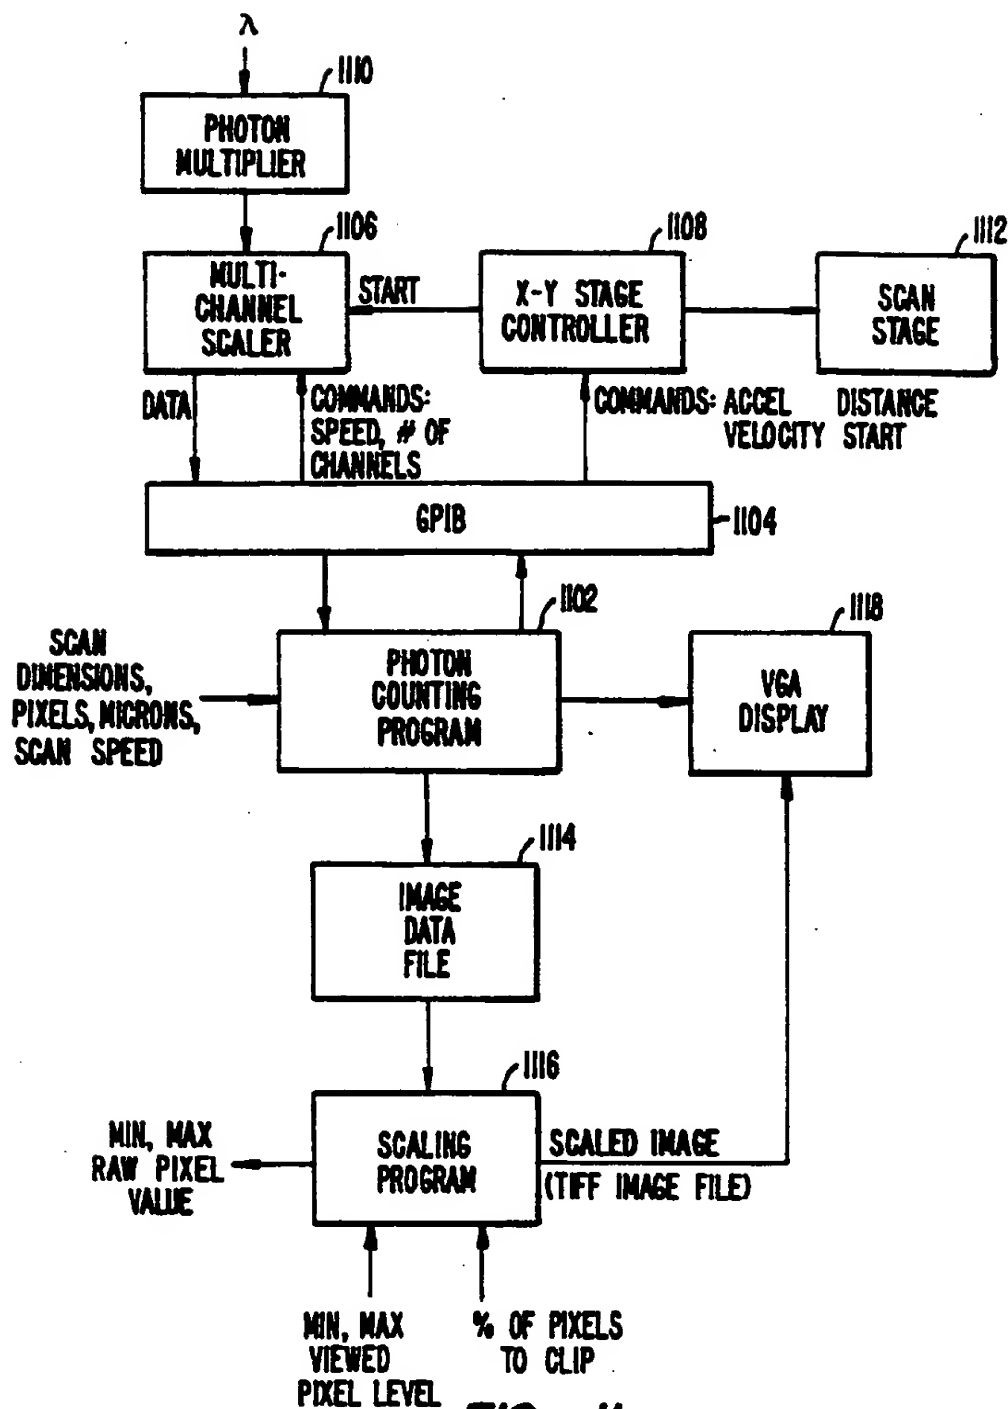 λ
1110
PHOTON
MULTIPLIER
1106
MULTI-
CHANNEL
SCALER
START
1108
X-Y STAGE
CONTROLLER
1112
SCAN
STAGE
DATA
COMMANDS:
SPEED, # OF
CHANNELS
COMMANDS: ACCEL DISTANCE
VELOCITY START
GPIB
1104
1102
SCAN
DIMENSIONS,
PIXELS, MICRONS,
SCAN SPEED
PHOTON
COUNTING
PROGRAM
1118
VGA
DISPLAY
1114
IMAGE
DATA
FILE
1116
MIN, MAX
RAW PIXEL
VALUE
SCALING
PROGRAM
SCALED IMAGE
(TIFF IMAGE FILE)
MIN, MAX
VIEWED
PIXEL LEVEL
% OF PIXELS
TO CLIP